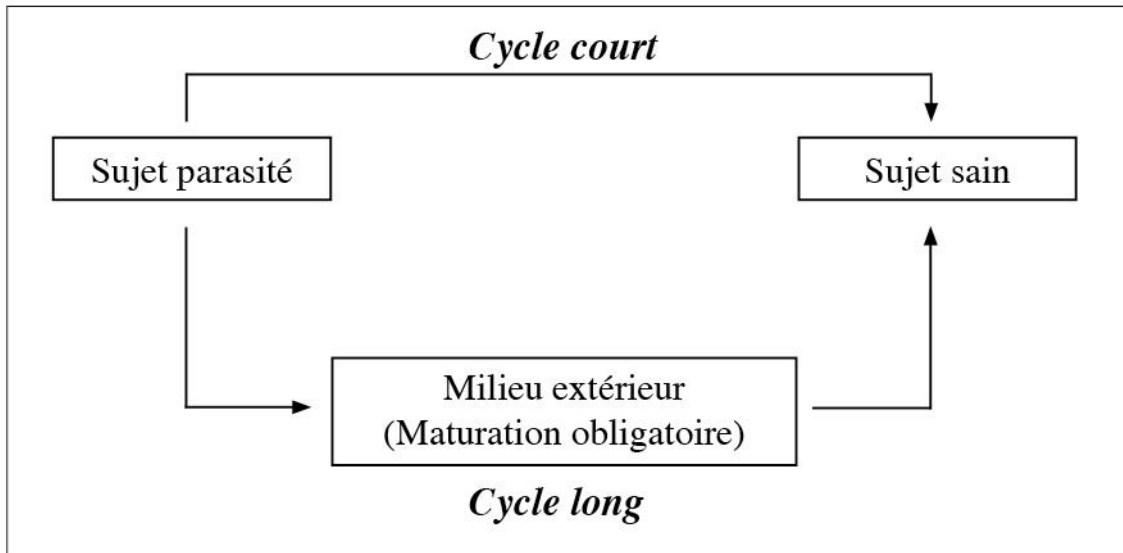 Cycle court
Sujet parasité
Sujet sain
Milieu extérieur
(Maturation obligatoire)
Cycle long